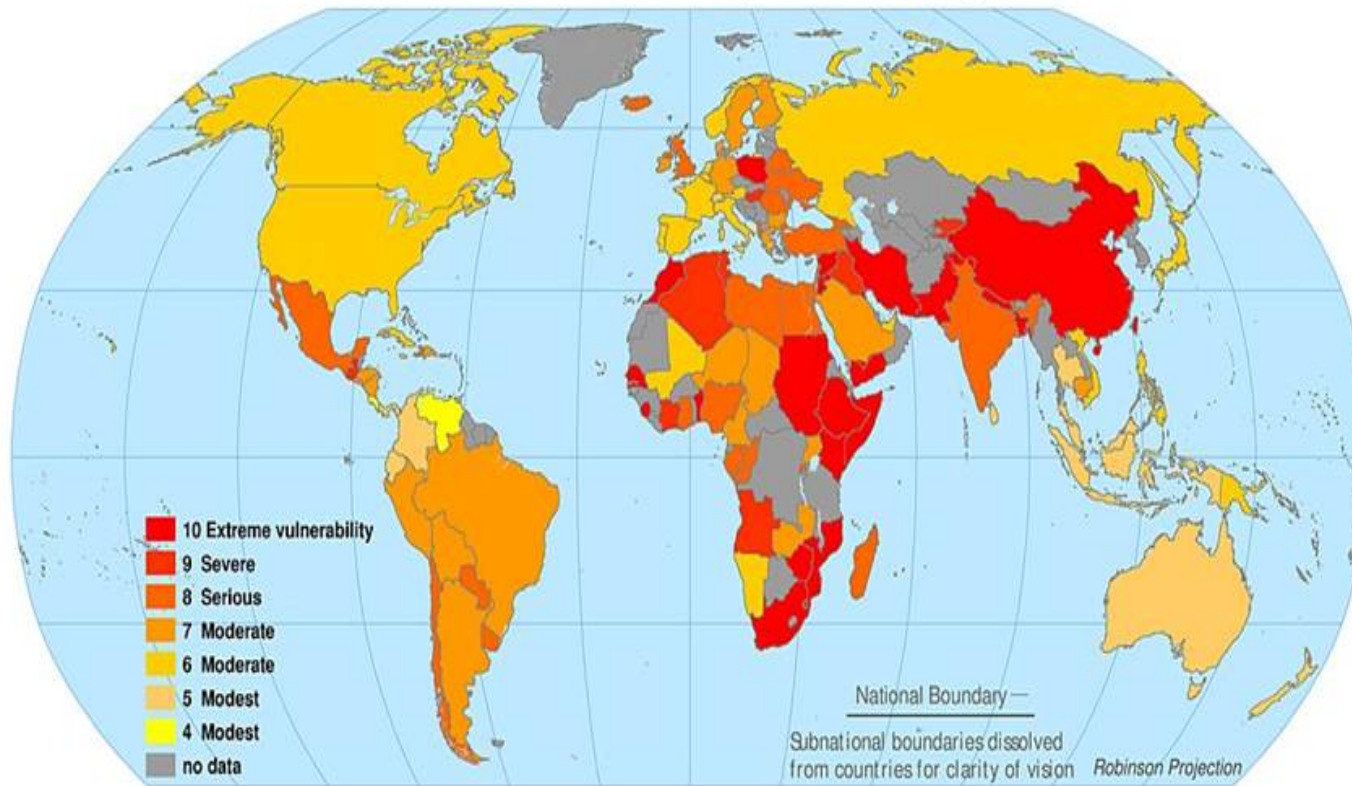 10 Extreme vulnerability
9 Severe
8 Serious
7 Moderate
6 Moderate
5 Modest
4 Modest
no data
National Boundary —
Subnational boundaries dissolved
from countries for clarity of vision
Robinson Projection